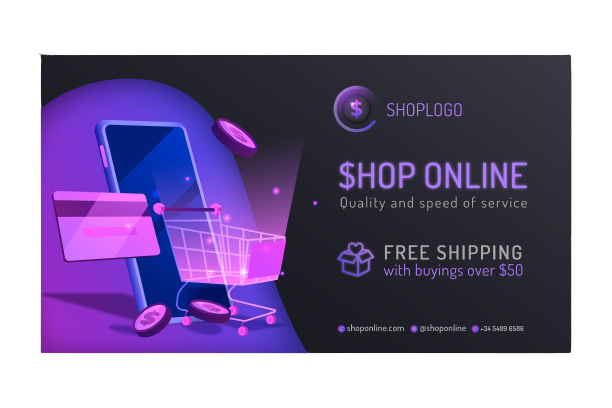 $
SHOPLOGO
$HOP ONLINE
Quality and speed of service
FREE SHIPPING
with buyings over $50
shoponline.com @shoponline +34 5489 6586
$